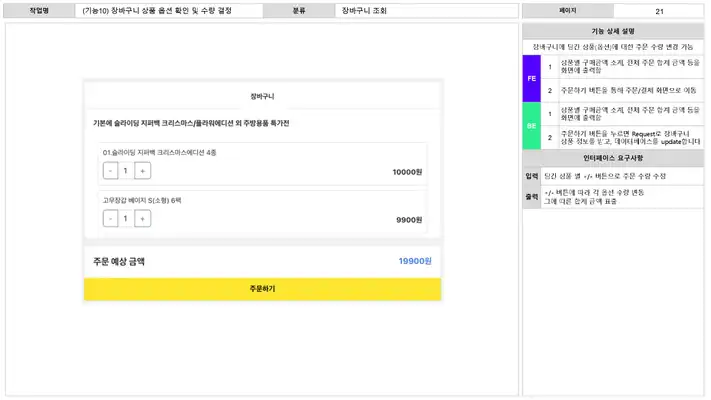 작업명 (기능10) 장바구니 상품 옵션 확인 및 수량 결정 분류 장바구니 조회 페이지 21
장바구니
기본에 슬라이딩 지퍼백 크리스마스/플라워에디션 외 주방용품 특가전
01.슬라이딩 지퍼백 크리스마스에디션 4종
- 1 + 10000원
고무장갑 베이지 S(소형) 6팩
- 1 + 9900원
주문 예상 금액 19900원
주문하기
기능 상세 설명
장바구니에 담긴 상품(옵션)에 대한 주문 수량 변경 가능
FE
1 상품별 구매금액 소계, 전체 주문 합계 금액 등을
화면에 출력함
2 주문하기 버튼을 통해 주문/결제 화면으로 이동
BE
1 상품별 구매금액 소계, 전체 주문 합계 금액 등을
화면에 출력함
2 주문하기 버튼을 누르면 Request로 장바구니
상품 정보를 받고, 데이터베이스를 update합니다
인터페이스 요구사항
입력 담긴 상품 별 +/- 버튼으로 주문 수량 수정
출력 +/- 버튼에 따라 각 옵션 수량 변동
그에 따른 합계 금액 표출